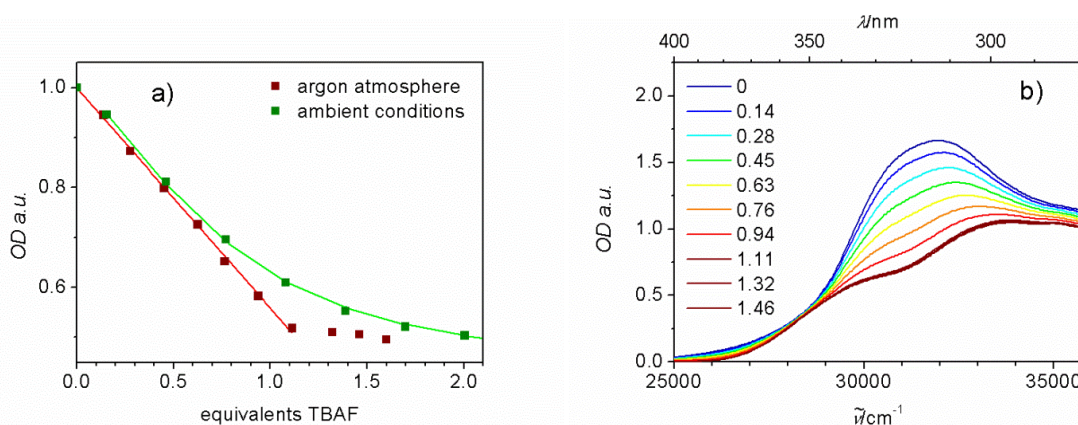 a)
argon atmosphere
ambient conditions
1.0
0.8
0.6
OD a.u.
0.0 0.5 1.0 1.5 2.0
equivalents TBAF
λ/nm
400 350 300
b)
0
0.14
0.28
0.45
0.63
0.76
0.94
1.11
1.32
1.46
2.0
1.5
1.0
0.5
0.0
OD a.u.
25000 30000 35000
ṽ/cm⁻¹